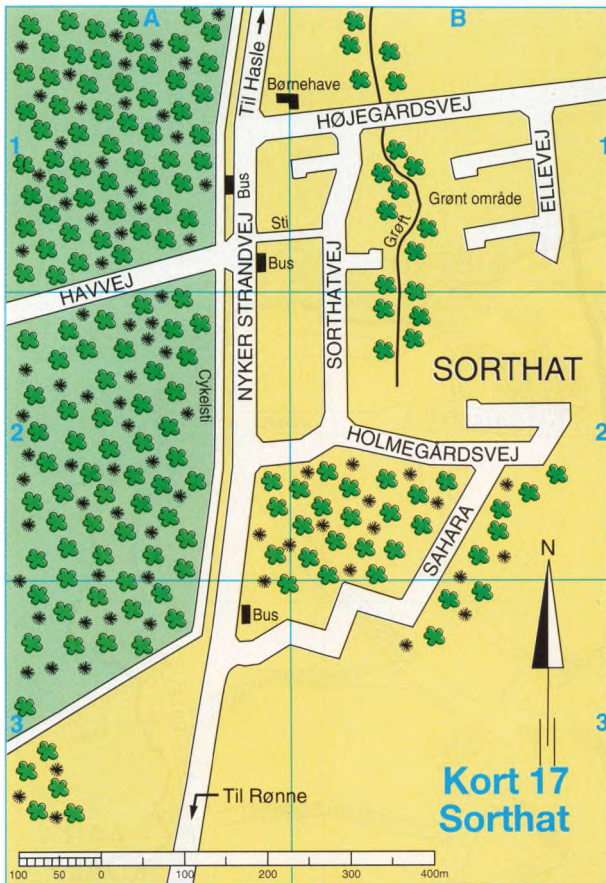 A
B
Til Hasle
Børnehave
HØJEGÅRDSVEJ
1
1
Bus
ELLEVEJ
Grønt område
Sti
Grøft
Bus
NYKER STRANDVEJ
SORTHATVEJ
HAVVEJ
SORTHAT
Cykelsti
2
2
HOLMEGÅRDSVEJ
SAHARA
N
Bus
3
3
Kort 17
Sorthat
Til Rønne
100 50 0 100 200 300 400m